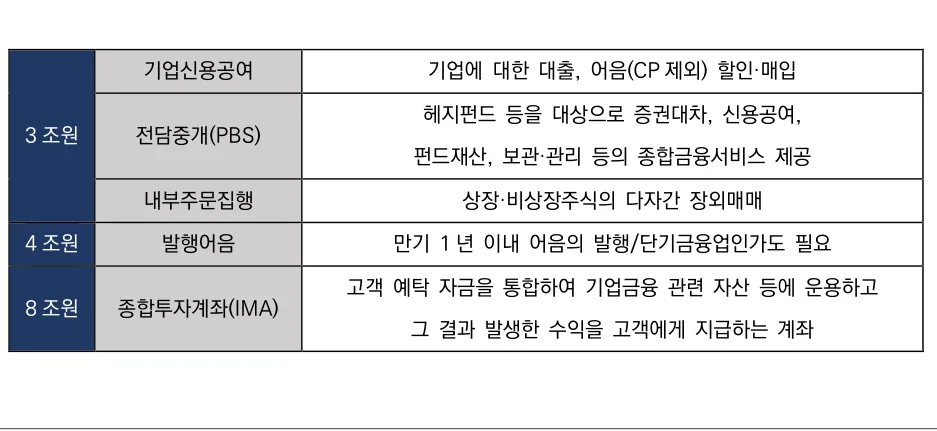 기업신용공여
기업에 대한 대출, 어음(CP 제외) 할인·매입
3 조원
전담중개(PBS)
헤지펀드 등을 대상으로 증권대차, 신용공여,
펀드재산, 보관·관리 등의 종합금융서비스 제공
내부주문집행
상장·비상장주식의 다자간 장외매매
4 조원
발행어음
만기 1 년 이내 어음의 발행/단기금융업인가도 필요
8 조원
종합투자계좌(IMA)
고객 예탁 자금을 통합하여 기업금융 관련 자산 등에 운용하고
그 결과 발생한 수익을 고객에게 지급하는 계좌